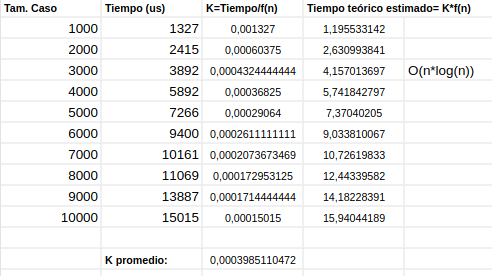 Tam. Caso Tiempo (us) K=Tiempo/f(n) Tiempo teórico estimado= K*f(n)
1000 1327 0,001327 1,195533142
2000 2415 0,00060375 2,630993841
3000 3892 0,0004324444444 4,157013697 O(n*log(n))
4000 5892 0,00036825 5,741842797
5000 7266 0,00029064 7,37040205
6000 9400 0,0002611111111 9,033810067
7000 10161 0,0002073673469 10,72619833
8000 11069 0,000172953125 12,44339582
9000 13887 0,0001714444444 14,18228391
10000 15015 0,00015015 15,94044189
K promedio: 0,0003985110472